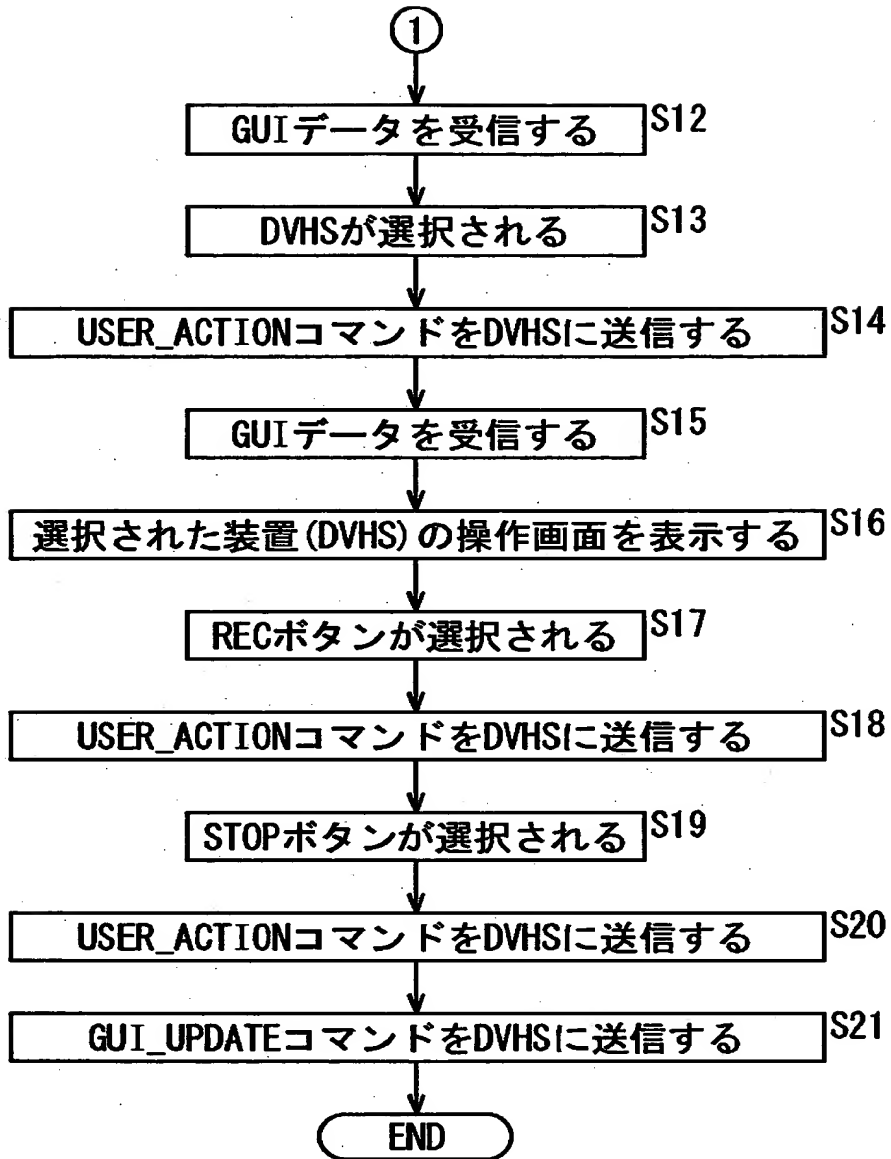 1
GUIデータを受信する S12
DVHSが選択される S13
USER_ACTIONコマンドをDVHSに送信する S14
GUIデータを受信する S15
選択された装置(DVHS)の操作画面を表示する S16
RECボタンが選択される S17
USER_ACTIONコマンドをDVHSに送信する S18
STOPボタンが選択される S19
USER_ACTIONコマンドをDVHSに送信する S20
GUI_UPDATEコマンドをDVHSに送信する S21
END